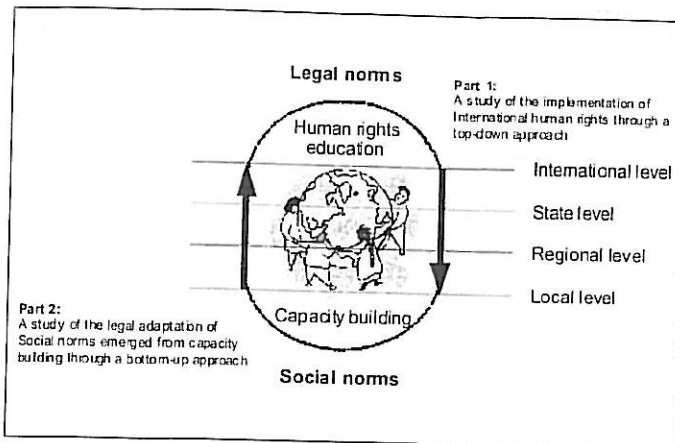 Legal norms
Part 1:
A study of the implementation of
International human rights through a
top-down approach
Human rights
education
International level
State level
Regional level
Local level
Part 2:
A study of the legal adaptation of
Social norms emerged from capacity
building through a bottom-up approach
Capacity building
Social norms